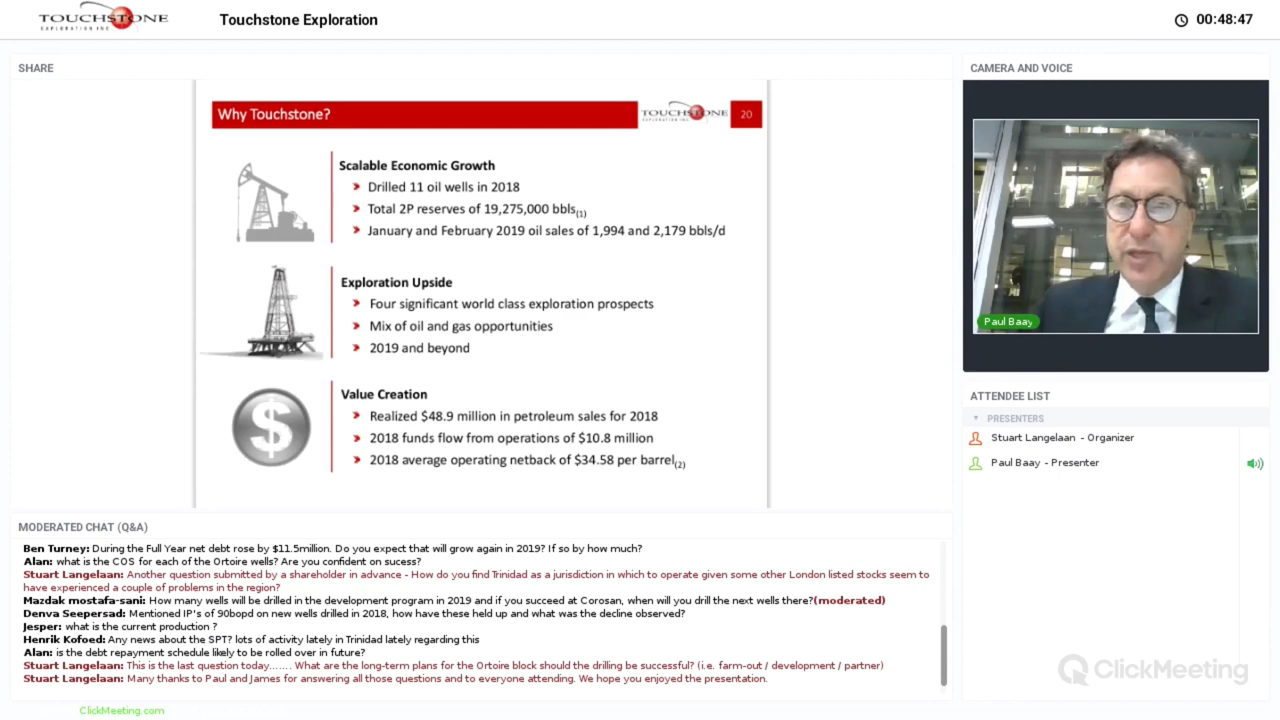 TOUCHSTONE
EXPLORATION INC.
Touchstone Exploration
00:48:47
SHARE
Why Touchstone?
TOUCHSTONE
EXPLORATION INC.
20
Scalable Economic Growth
Drilled 11 oil wells in 2018
Total 2P reserves of 19,275,000 bbls(1)
January and February 2019 oil sales of 1,994 and 2,179 bbls/d
Exploration Upside
Four significant world class exploration prospects
Mix of oil and gas opportunities
2019 and beyond
Value Creation
Realized $48.9 million in petroleum sales for 2018
2018 funds flow from operations of $10.8 million
2018 average operating netback of $34.58 per barrel(2)
CAMERA AND VOICE
Paul Baay
ATTENDEE LIST
PRESENTERS
Stuart Langelaan - Organizer
Paul Baay - Presenter
MODERATED CHAT (Q&A)
Ben Turney: During the Full Year net debt rose by $11.5million. Do you expect that will grow again in 2019? If so by how much?
Alan: what is the COS for each of the Ortoire wells? Are you confident on sucess?
Stuart Langelaan: Another question submitted by a shareholder in advance - How do you find Trinidad as a jurisdiction in which to operate given some other London listed stocks seem to
have experienced a couple of problems in the region?
Mazdak mostafa-sani: How many wells will be drilled in the development program in 2019 and if you succeed at Corosan, when will you drill the next wells there?(moderated)
Denva Seepersad: Mentioned IP's of 90bopd on new wells drilled in 2018, how have these held up and what was the decline observed?
Jesper: what is the current production ?
Henrik Kofoed: Any news about the SPT? lots of activity lately in Trinidad lately regarding this
Alan: is the debt repayment schedule likely to be rolled over in future?
Stuart Langelaan: This is the last question today....... What are the long-term plans for the Ortoire block should the drilling be successful? (i.e. farm-out / development / partner)
Stuart Langelaan: Many thanks to Paul and James for answering all those questions and to everyone attending. We hope you enjoyed the presentation.
ClickMeeting
ClickMeeting.com